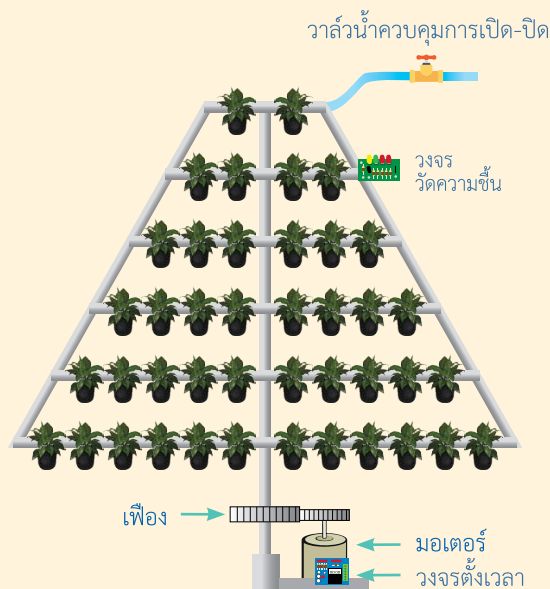 วาล์วน้ำควบคุมการเปิด-ปิด
วงจร
วัดความชื้น
เฟือง
มอเตอร์
วงจรตั้งเวลา